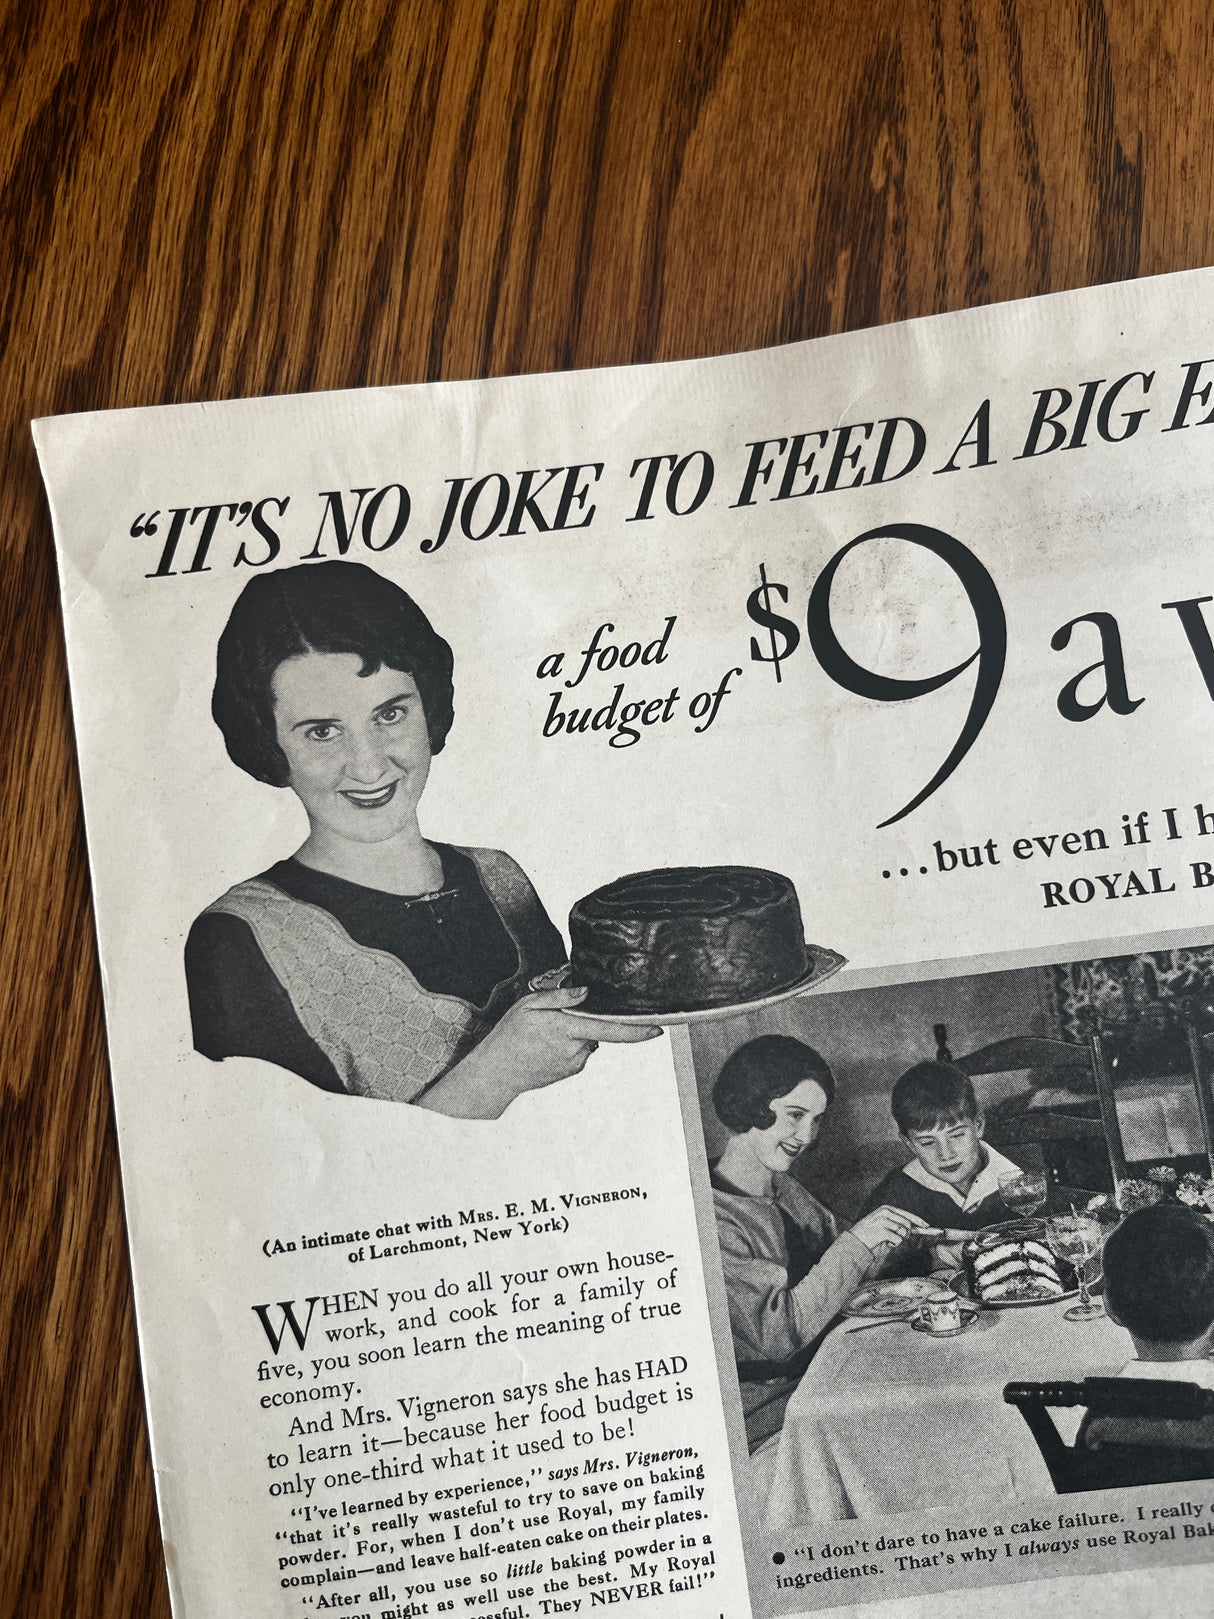 “IT’S NO JOKE TO FEED A BIG
a food
budget of
$9 a
...but even if I
ROYAL
(An intimate chat with MRS. E. M. VIGNERON,
of Larchmont, New York)
WHEN you do all your own house-
work, and cook for a family of
five, you soon learn the meaning of true
economy.
And Mrs. Vigneron says she has HAD
to learn it—because her food budget is
only one-third what it used to be!
“I’ve learned by experience,” says Mrs. Vigneron,
“that it’s really wasteful to try to save on baking
powder. For, when I don’t use Royal, my family
complain—and leave half-eaten cake on their plates.
“After all, you use so little baking powder in a
you might as well use the best. My Royal
They NEVER fail!”
● “I don’t dare to have a cake failure. I really
ingredients. That’s why I always use Royal